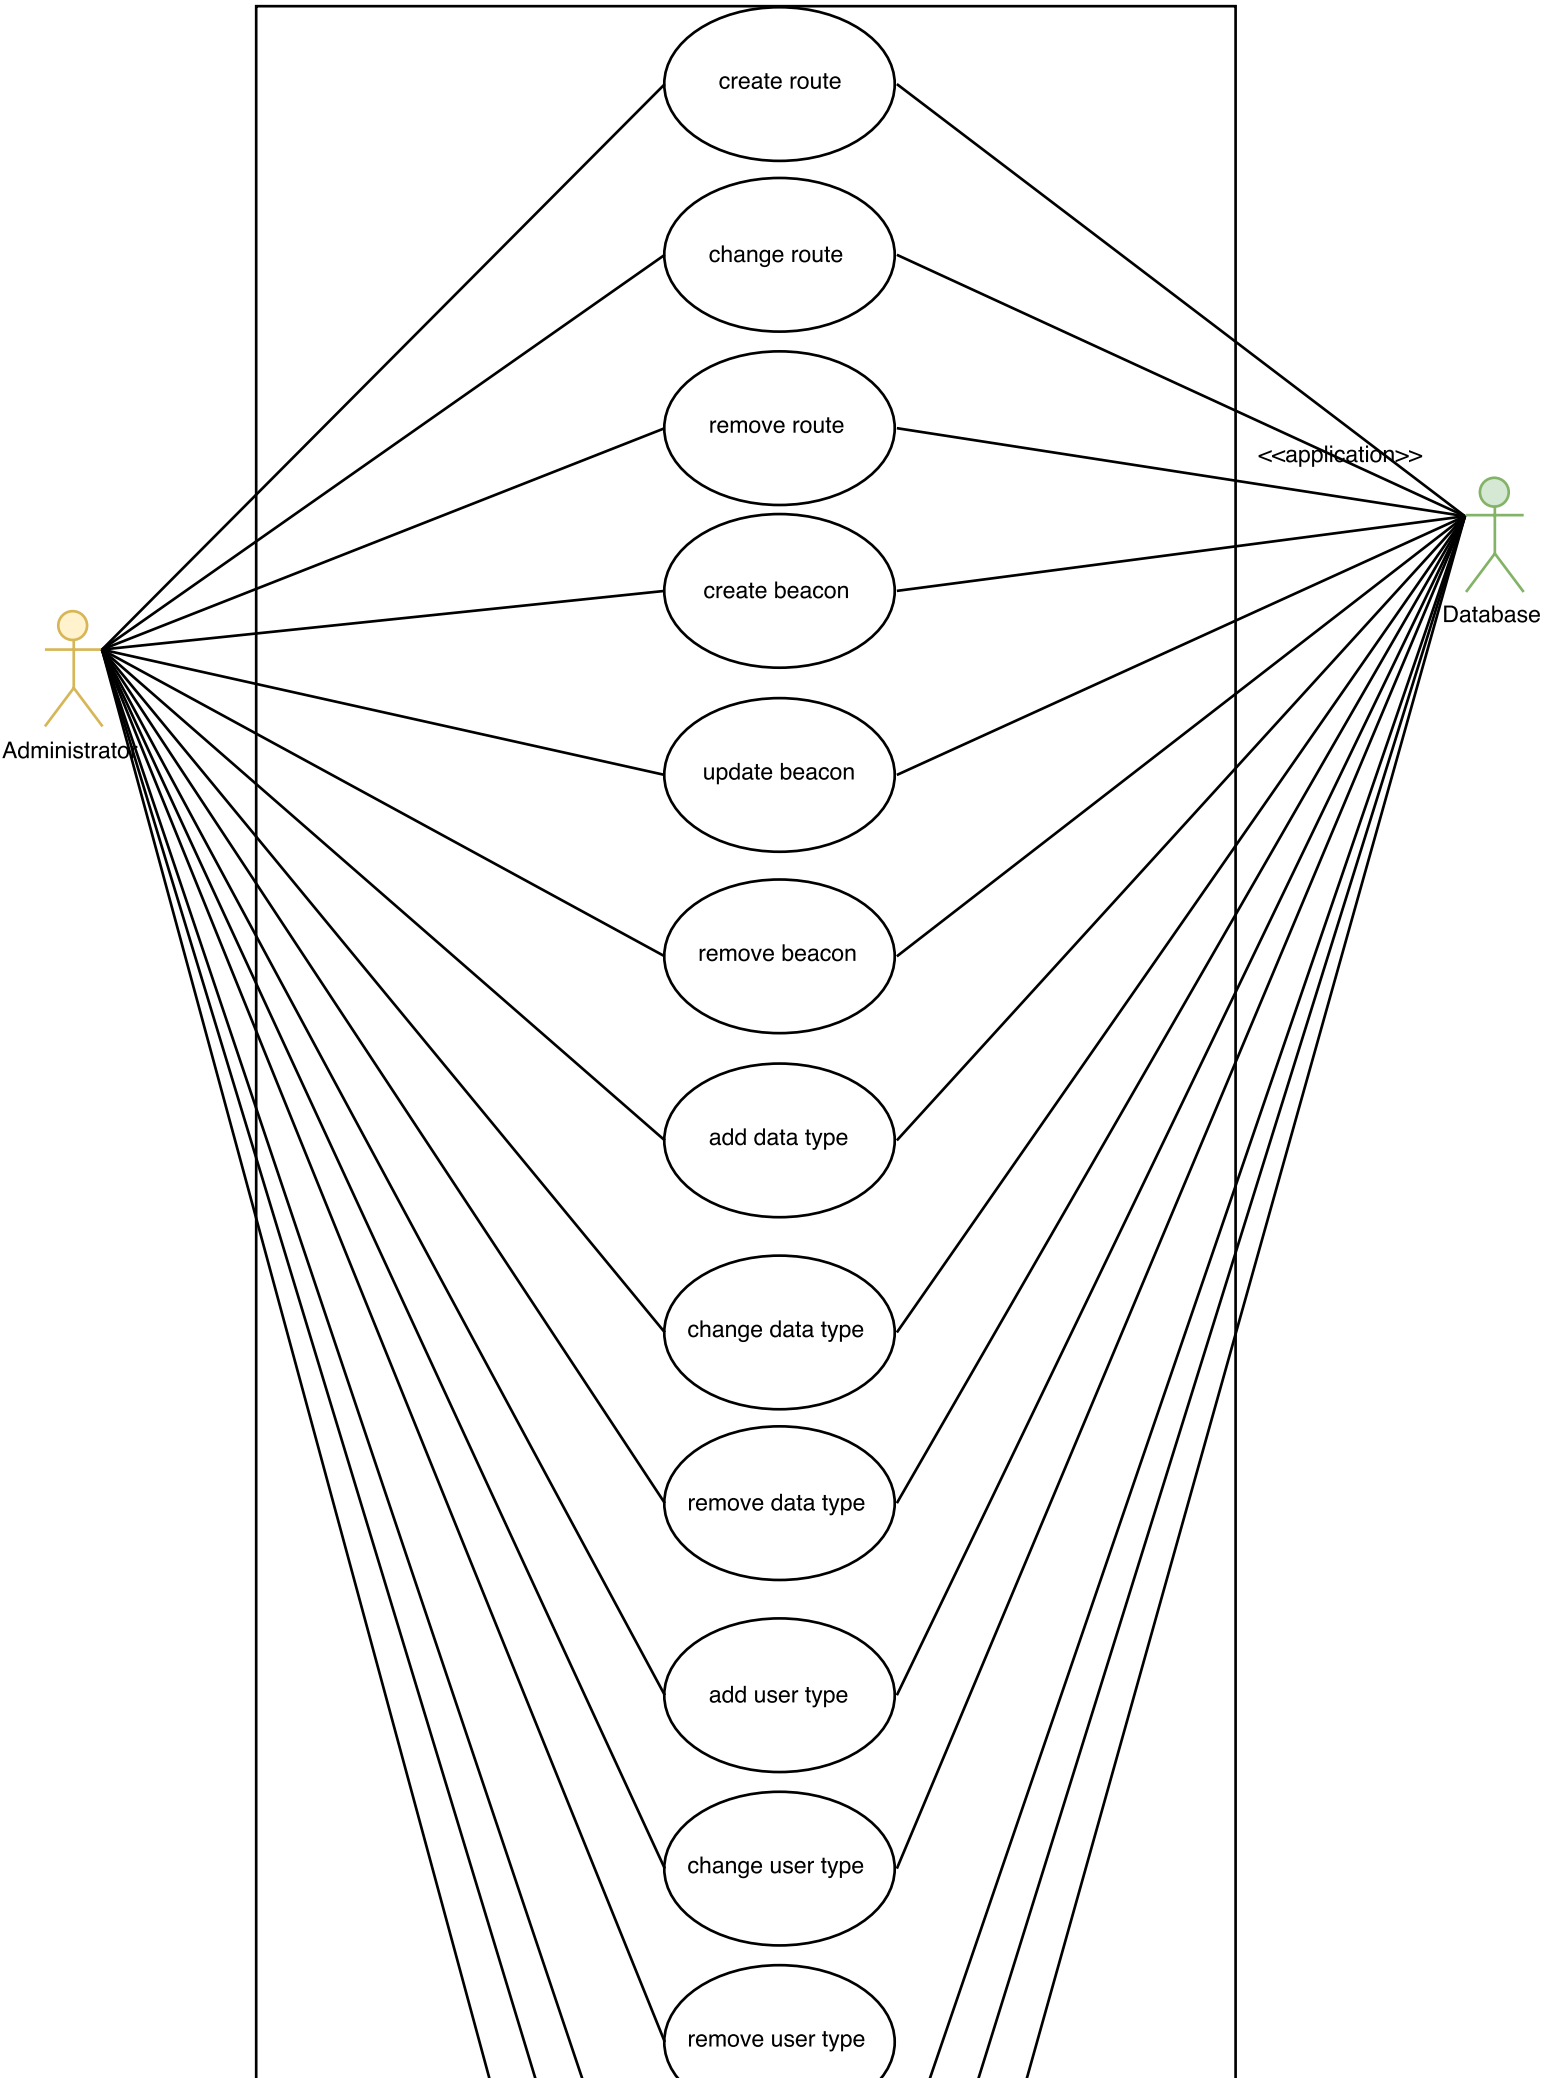 create route
change route
remove route
<<application>>
create beacon
Database
Administrator
update beacon
remove beacon
add data type
change data type
remove data type
add user type
change user type
remove user type